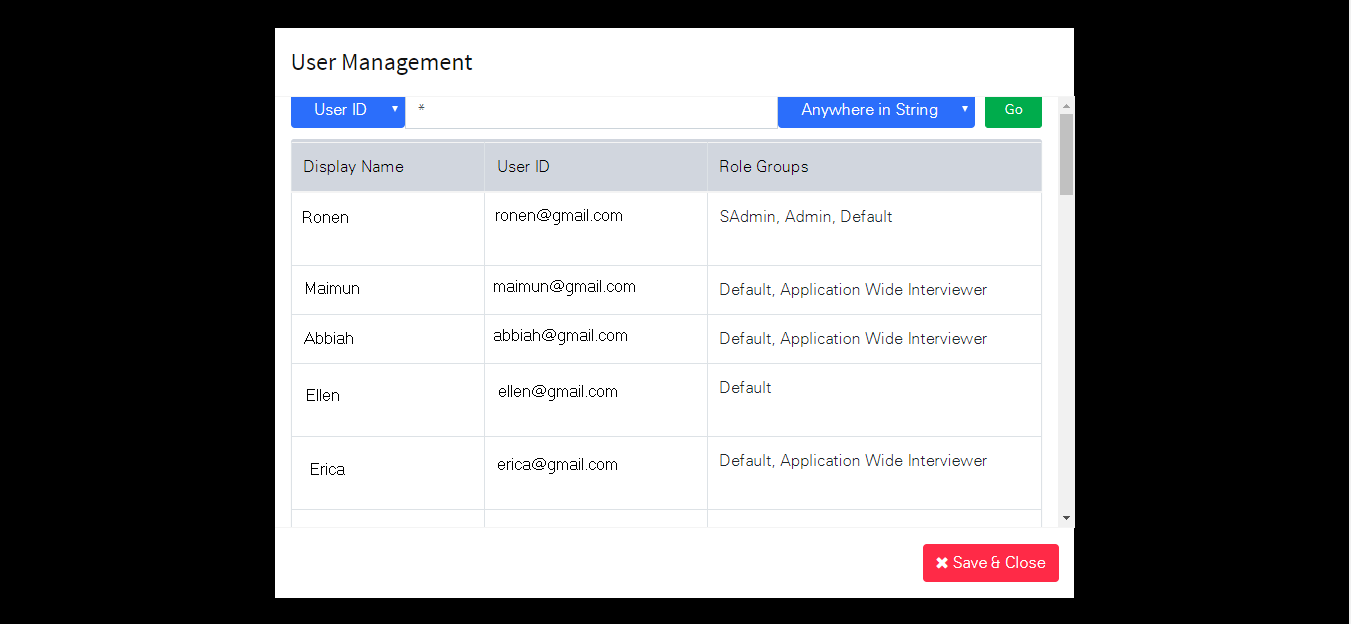 User Management
User ID * Anywhere in String Go
Display Name User ID Role Groups
Ronen ronen@gmail.com SAdmin, Admin, Default
Maimun maimun@gmail.com Default, Application Wide Interviewer
Abbiah abbiah@gmail.com Default, Application Wide Interviewer
Ellen ellen@gmail.com Default
Erica erica@gmail.com Default, Application Wide Interviewer
Save & Close